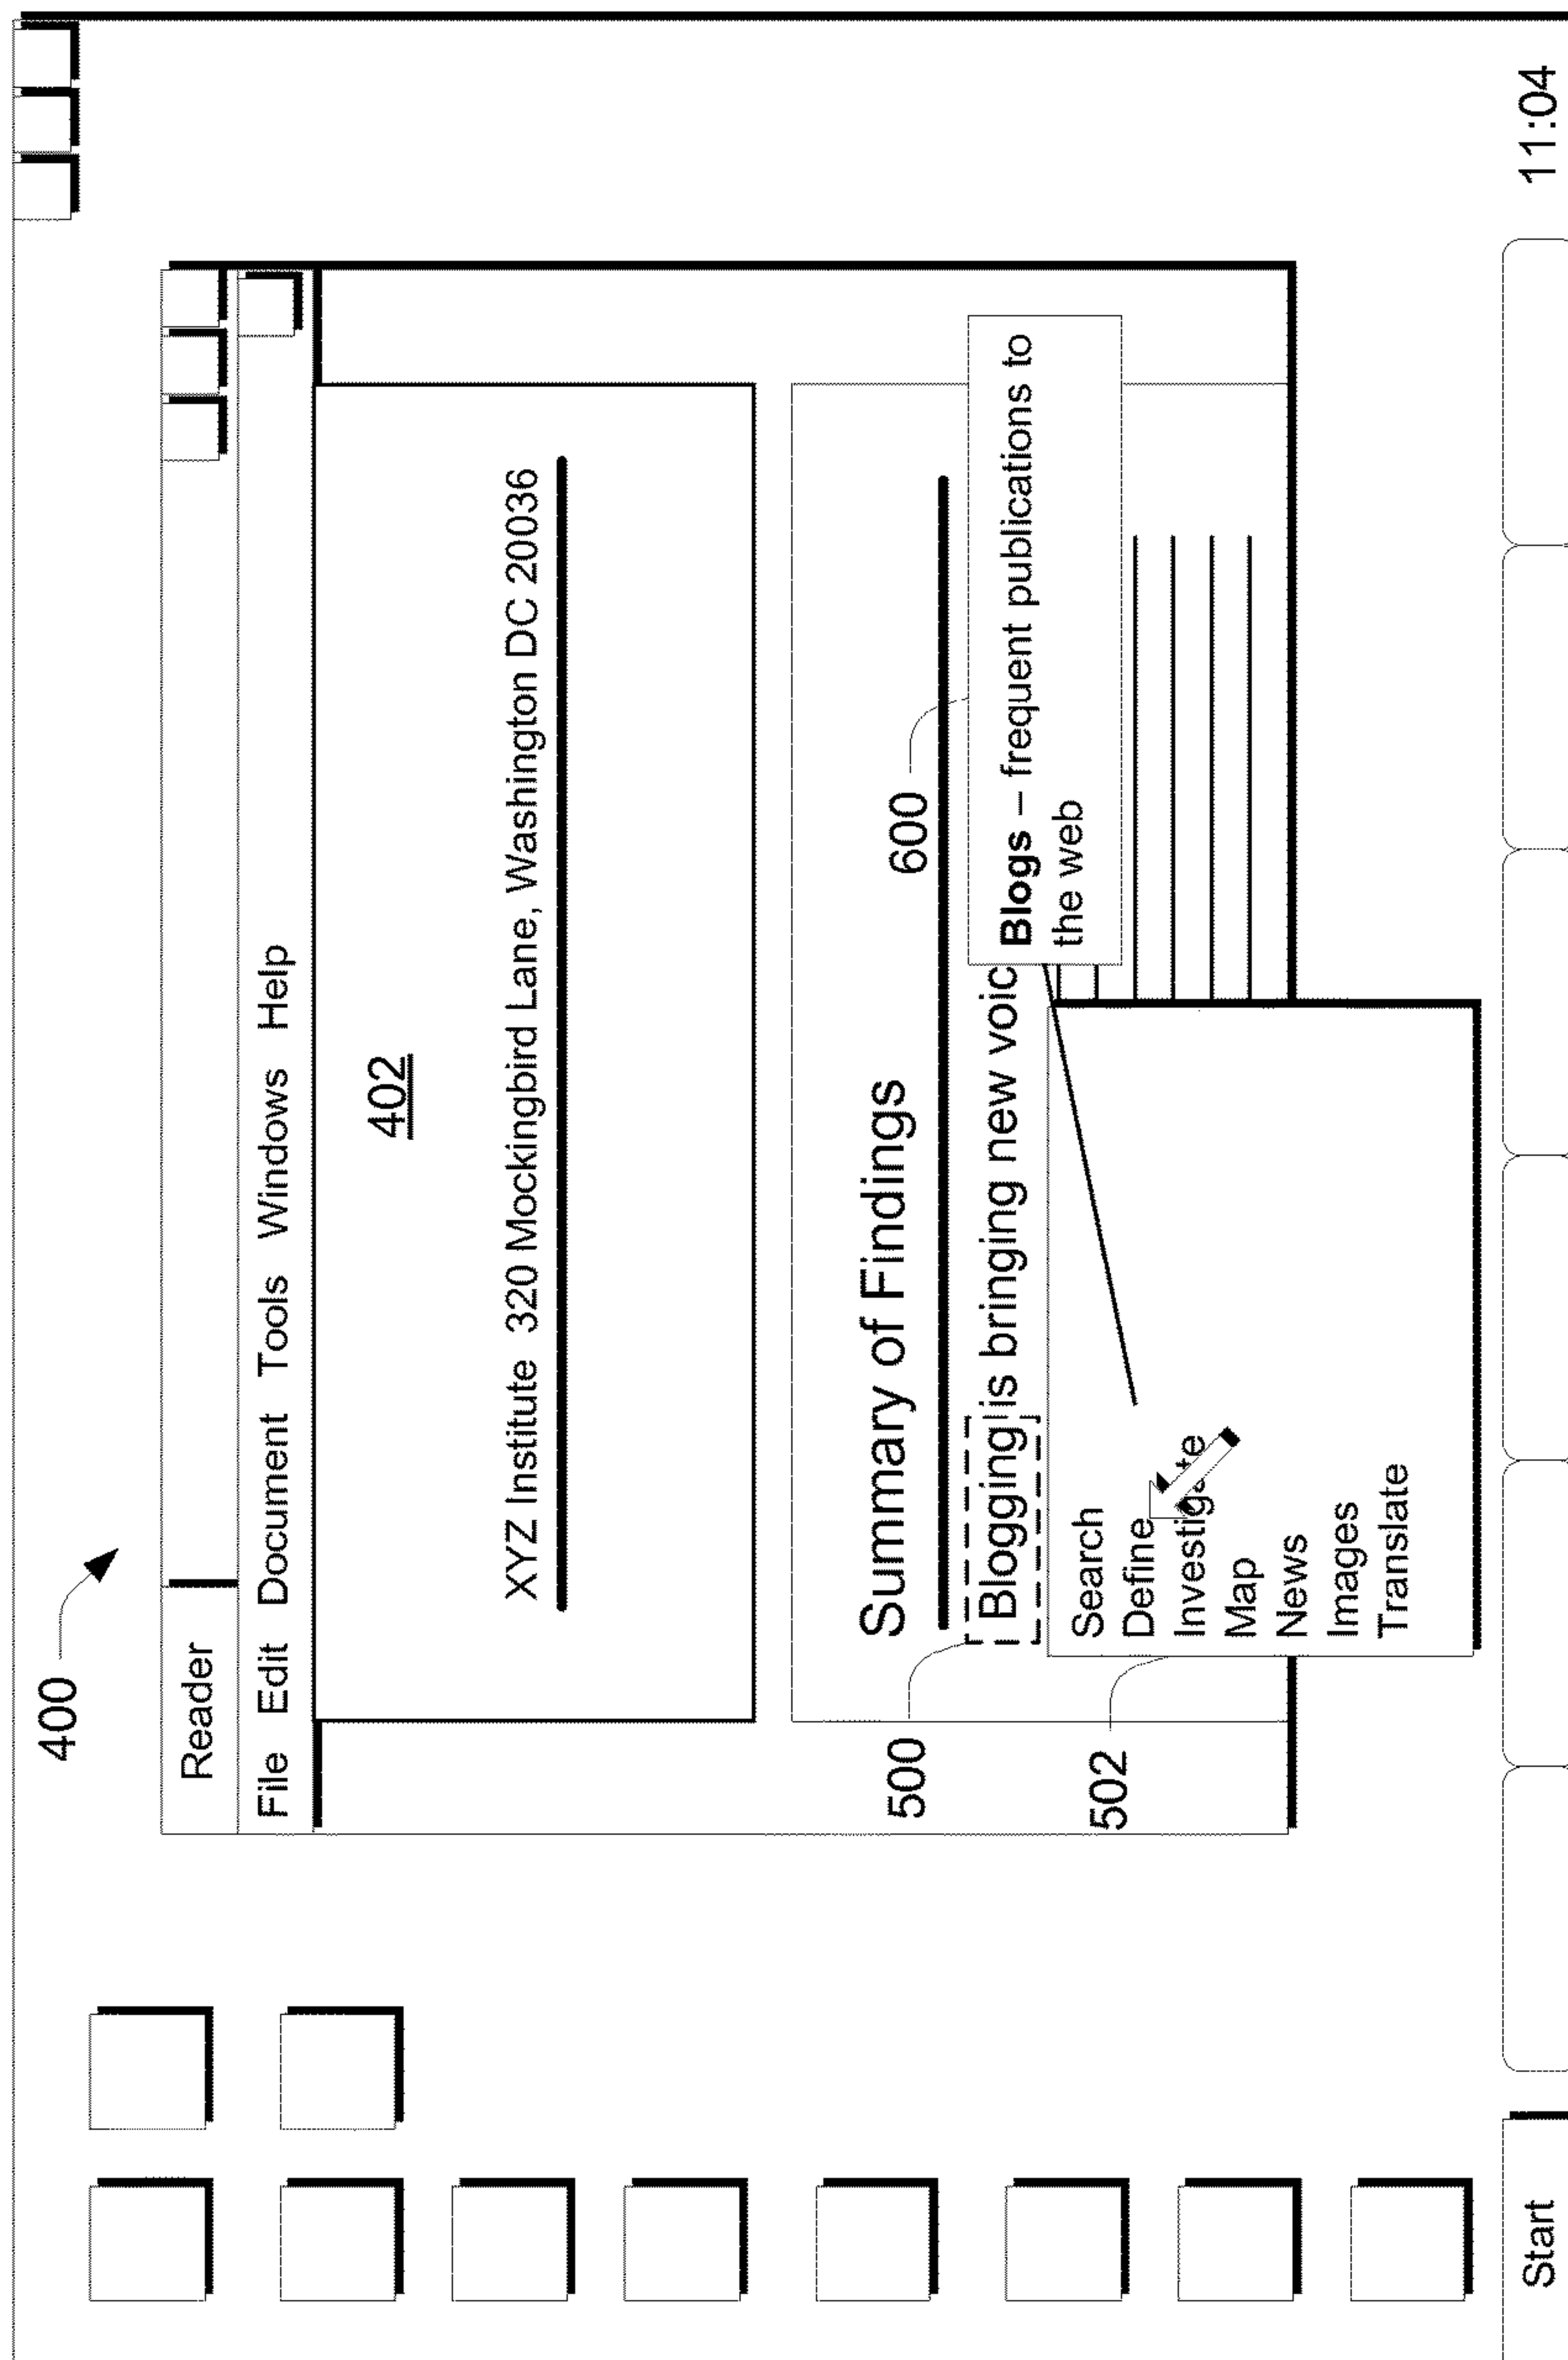 400
Reader
File Edit Document Tools Windows Help
402
XYZ Institute 320 Mockingbird Lane, Washington DC 20036
Summary of Findings
600
500
Blogging is bringing new voic
Blogs – frequent publications to
the web
502
Search
Define
Investigate
Map
News
Images
Translate
Start
11:04